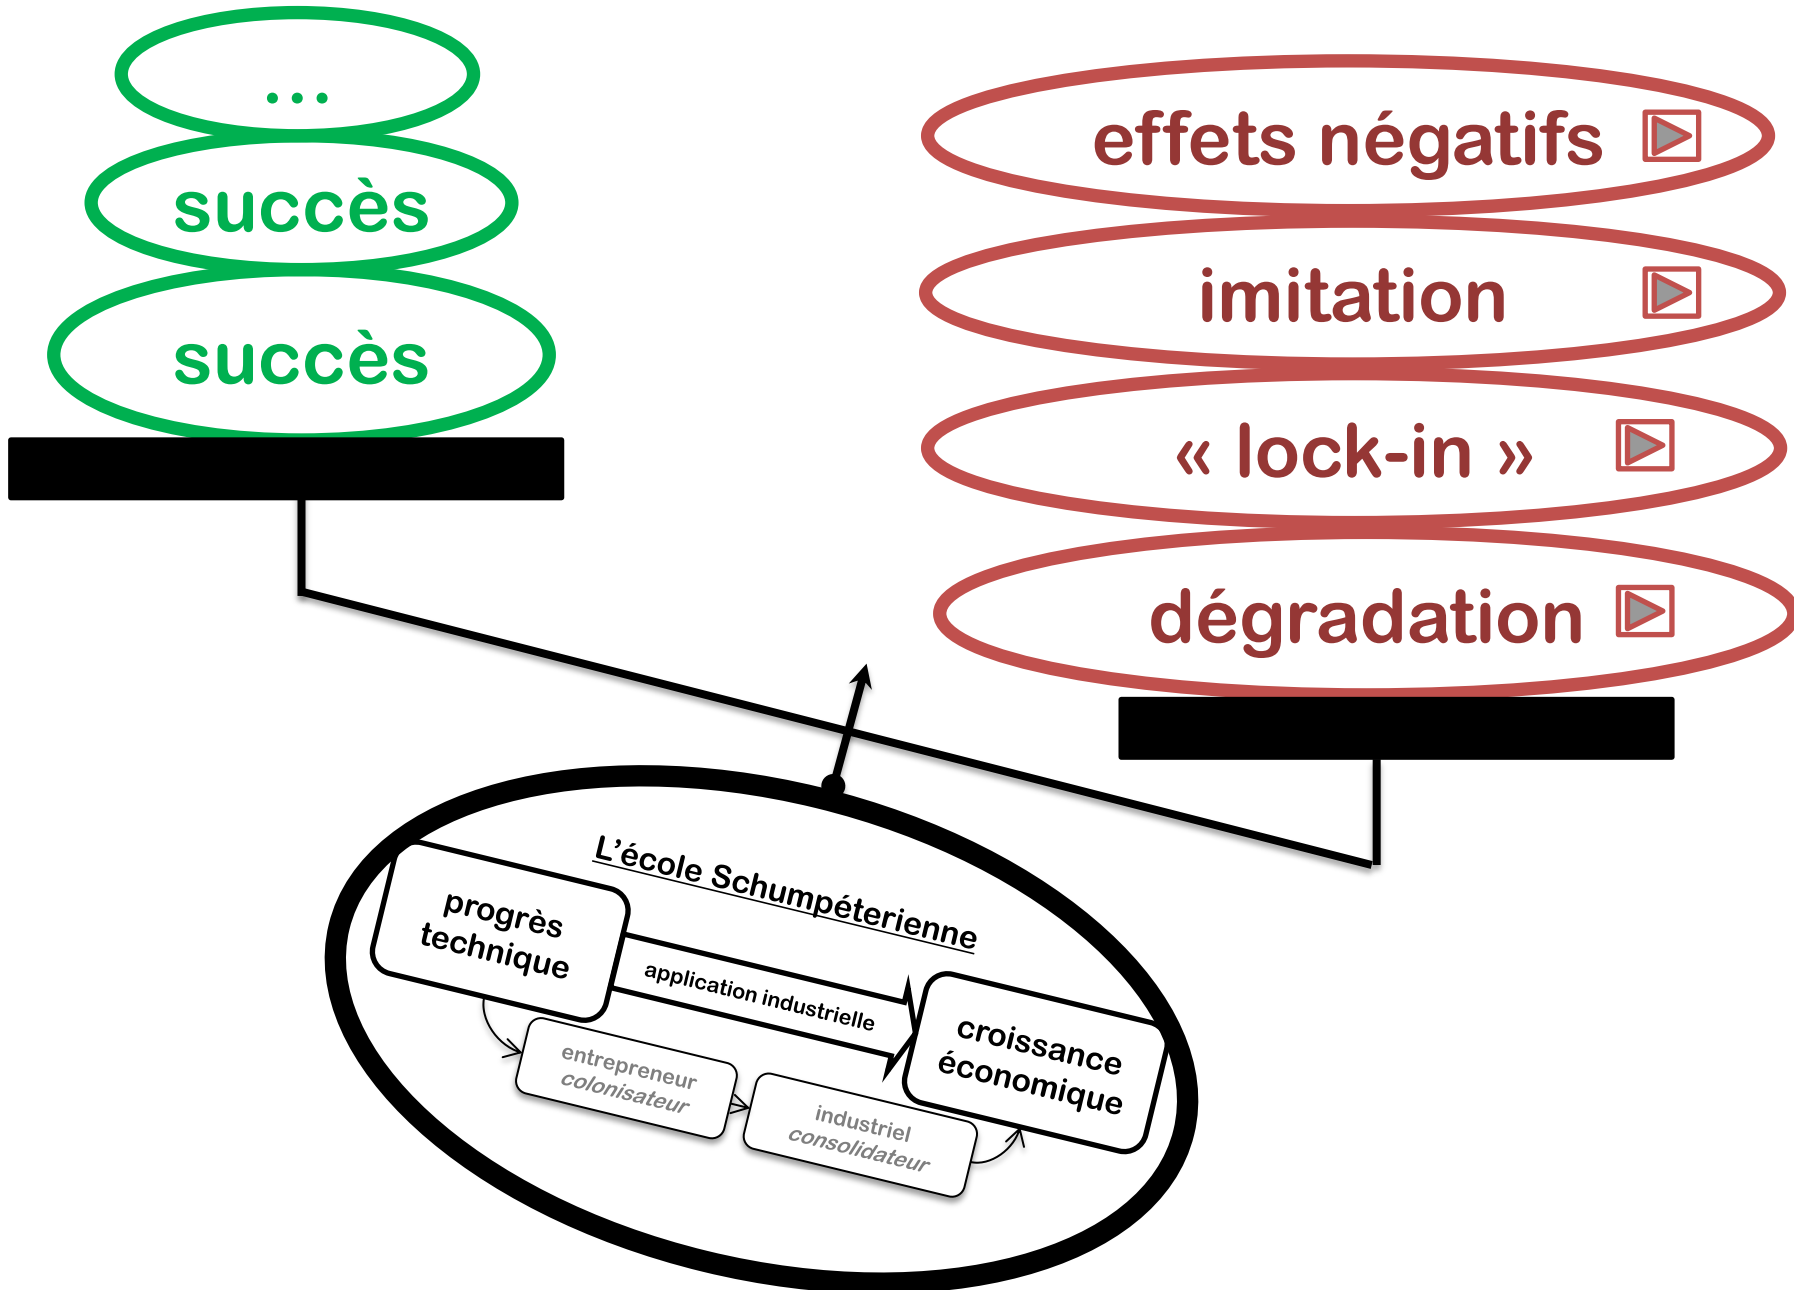 ...
succès
succès
effets négatifs
imitation
« lock-in »
dégradation
L'école Schumpéterienne
progrès
technique
application industrielle
croissance
économique
entrepreneur
colonisateur
industriel
consolidateur